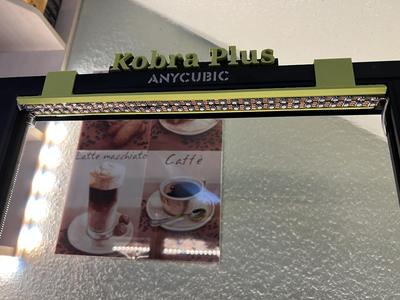 Kobra Plus
ANYCUBIC
Latte macchiato
Caffè